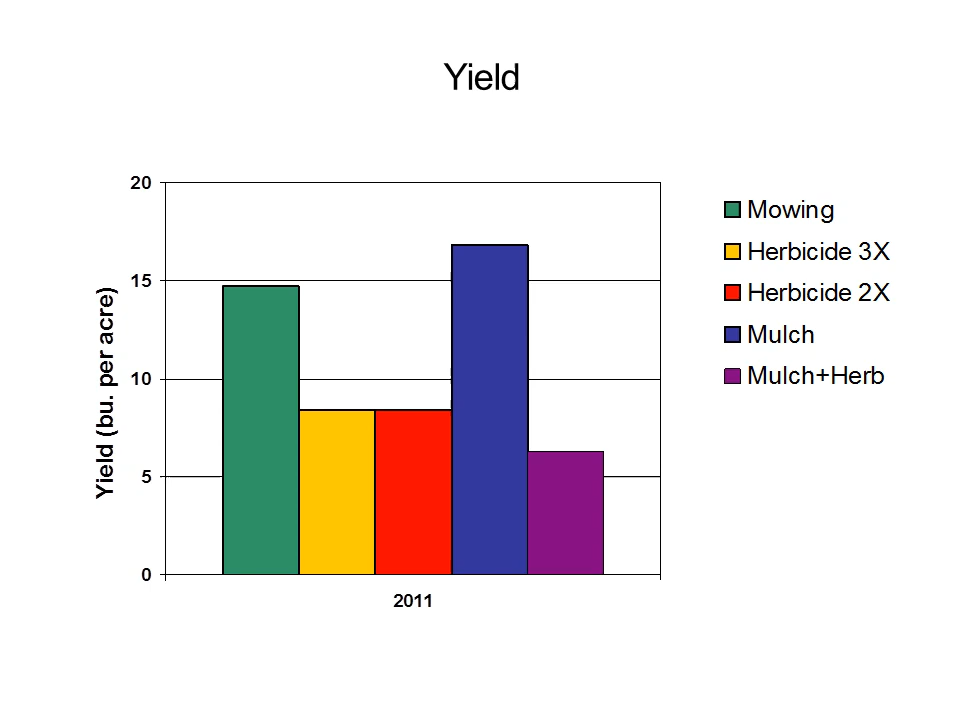 Yield
20
15
10
5
0
Yield (bu. per acre)
2011
Mowing
Herbicide 3X
Herbicide 2X
Mulch
Mulch+Herb